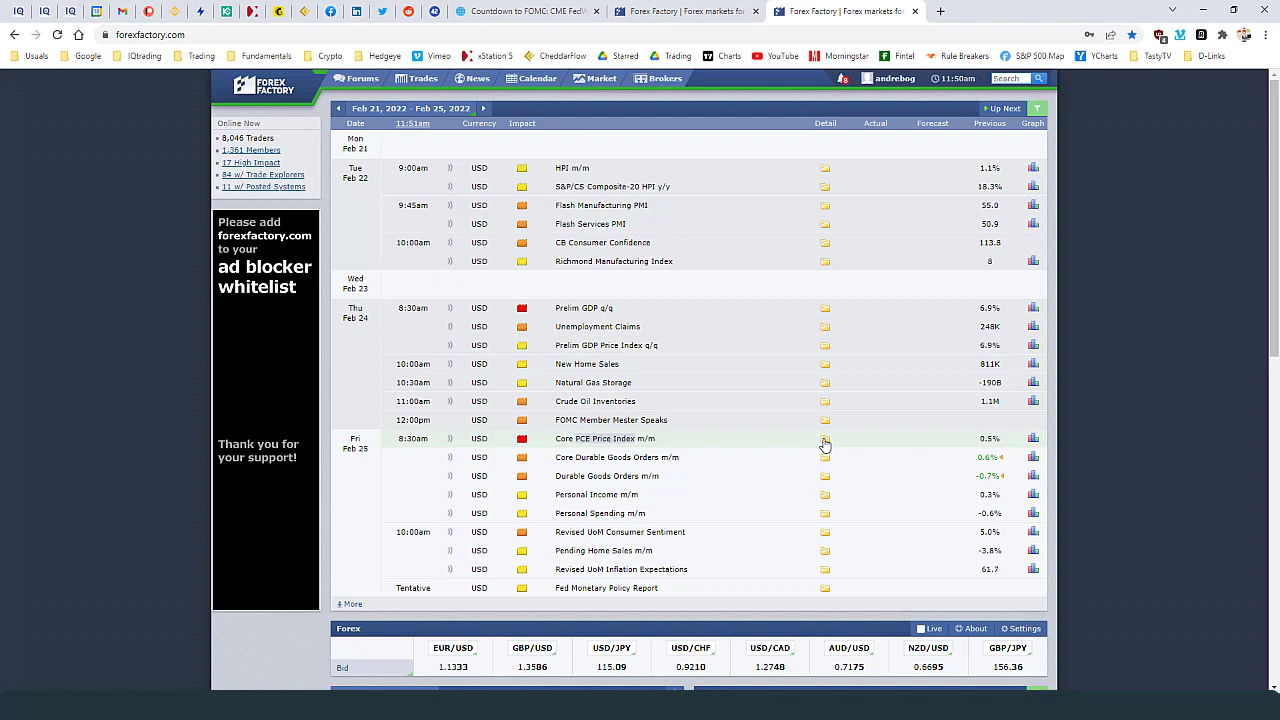 Countdown to FOMC: CME Fed
Forex Factory | Forex markets for
Forex Factory | Forex markets for
forexfactory.com
Usuals
Forex
IQtrading
Trading
Fundamentals
Crypto
Hedgeye
Vimeo
xStation 5
CheddarFlow
Starred
Trading
Charts
YouTube
Morningstar
Fintel
Rule Breakers
S&P 500 Map
YCharts
TastyTV
D-Links
FOREX FACTORY
Forums
Trades
News
Calendar
Market
Brokers
andrebog
11:50am
Search
Online Now
8,046 Traders
1,361 Members
17 High Impact
84 w/ Trade Explorers
11 w/ Posted Systems
Please add
forexfactory.com
to your
ad blocker
whitelist
Thank you for
your support!
Feb 21, 2022 - Feb 25, 2022 Up Next
Date 11:51am Currency Impact Detail Actual Forecast Previous Graph
Mon
Feb 21
Tue
Feb 22
9:00am USD HPI m/m 1.1%
USD S&P/CS Composite-20 HPI y/y 18.3%
9:45am USD Flash Manufacturing PMI 55.0
USD Flash Services PMI 50.9
10:00am USD CB Consumer Confidence 113.8
USD Richmond Manufacturing Index 8
Wed
Feb 23
Thu
Feb 24
8:30am USD Prelim GDP q/q 6.9%
USD Unemployment Claims 248K
USD Prelim GDP Price Index q/q 6.9%
10:00am USD New Home Sales 811K
10:30am USD Natural Gas Storage -190B
11:00am USD Crude Oil Inventories 1.1M
12:00pm USD FOMC Member Mester Speaks
Fri
Feb 25
8:30am USD Core PCE Price Index m/m 0.5%
USD Core Durable Goods Orders m/m 0.6%
USD Durable Goods Orders m/m -0.7%
USD Personal Income m/m 0.3%
USD Personal Spending m/m -0.6%
10:00am USD Revised UoM Consumer Sentiment 5.0%
USD Pending Home Sales m/m -3.8%
USD Revised UoM Inflation Expectations 61.7
Tentative USD Fed Monetary Policy Report
More
Forex Live About Settings
EUR/USD GBP/USD USD/JPY USD/CHF USD/CAD AUD/USD NZD/USD GBP/JPY
Bid 1.1333 1.3586 115.09 0.9210 1.2748 0.7175 0.6695 156.36